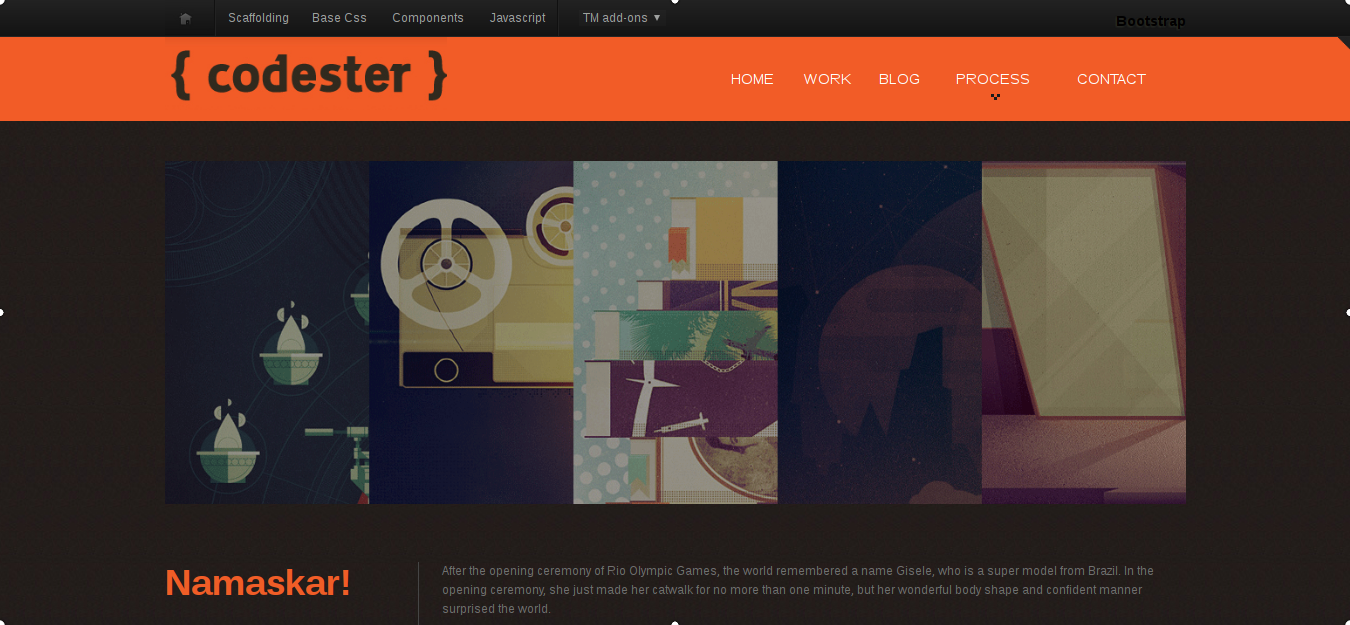 Scaffolding Base Css Components Javascript TM add-ons ▼ Bootstrap
{ codester }
HOME WORK BLOG PROCESS CONTACT
Namaskar!
After the opening ceremony of Rio Olympic Games, the world remembered a name Gisele, who is a super model from Brazil. In the
opening ceremony, she just made her catwalk for no more than one minute, but her wonderful body shape and confident manner
surprised the world.